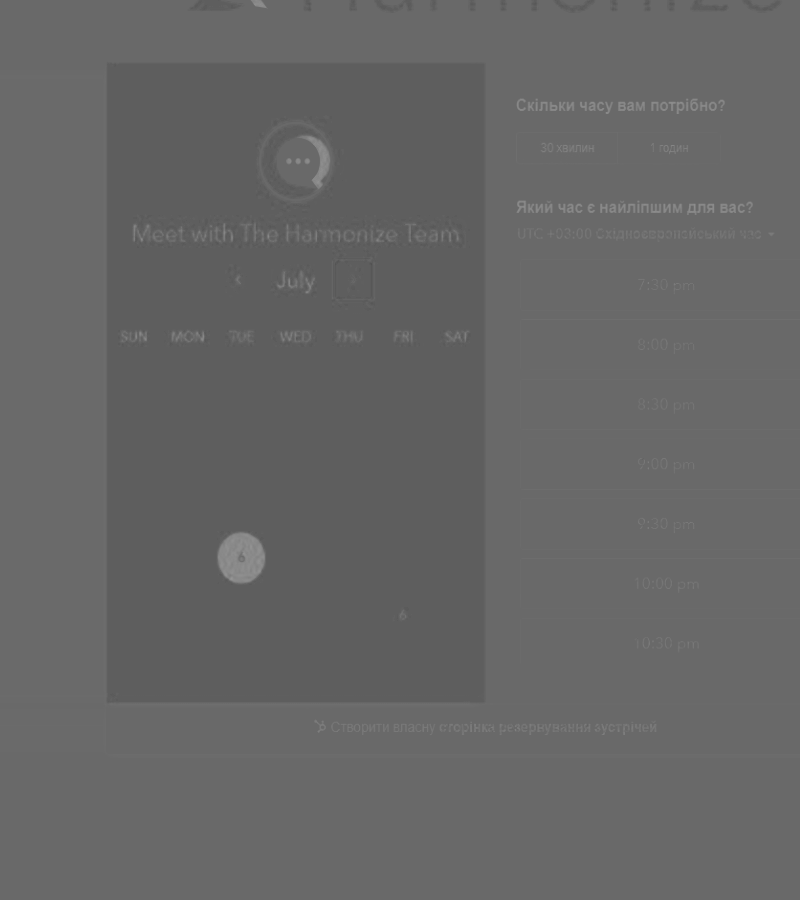 Harmonize
Meet with The Harmonize Team
July
SUN MON TUE WED THU FRI SAT
6
6
Скільки часу вам потрібно?
30 хвилин 1 годин
Який час є найліпшим для вас?
UTC +03:00 Східноєвропейський час
7:30 pm
8:00 pm
8:30 pm
9:00 pm
9:30 pm
10:00 pm
10:30 pm
Створити власну сторінка резервування зустрічей